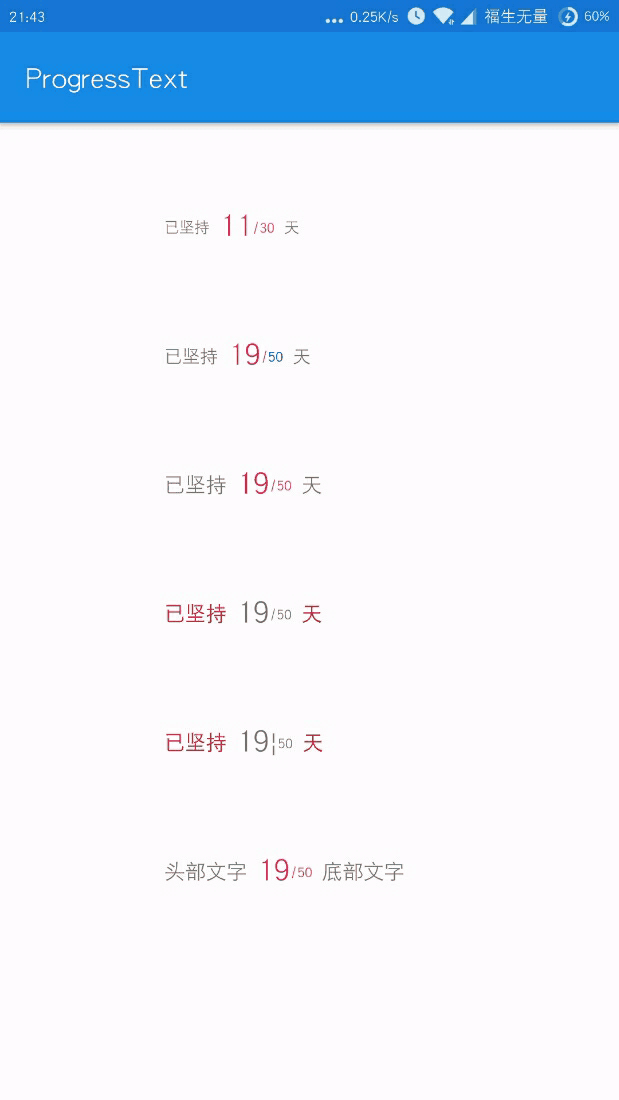 21:43 ... 0.25K/s 福生无量 60%
ProgressText
已坚持 11/30 天
已坚持 19/50 天
已坚持 19/50 天
已坚持 19/50 天
已坚持 19¦50 天
头部文字 19/50 底部文字